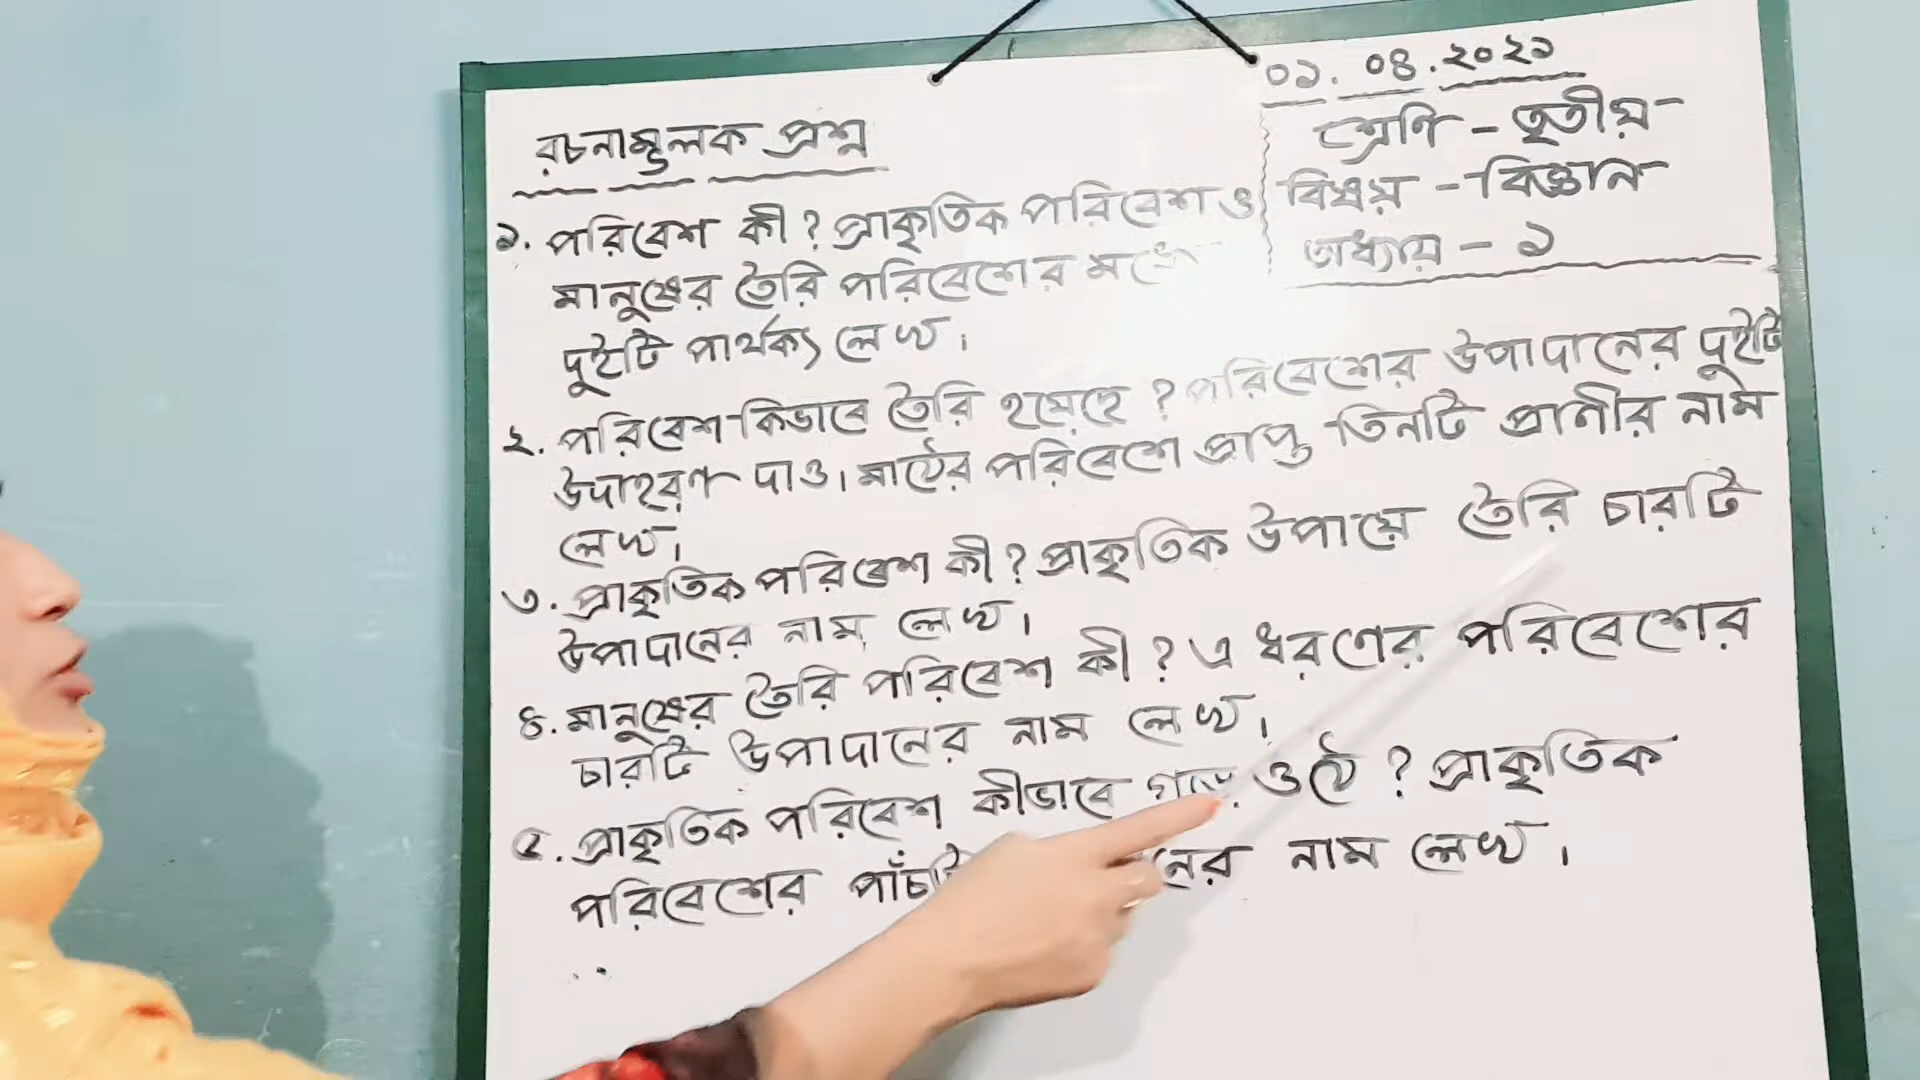 ০১. ০৪. ২০২১
শ্রেণি - তৃতীয়
বিষয় - বিজ্ঞান
অধ্যায় - ১
রচনামূলক প্রশ্ন
১. পরিবেশ কী? প্রাকৃতিক পরিবেশ ও
মানুষের তৈরি পরিবেশের মধ্যে
দুইটি পার্থক্য লেখ।
২. পরিবেশ কিভাবে তৈরি হয়েছে? পরিবেশের উপাদানের দুইটি
উদাহরণ দাও। মাঠের পরিবেশে প্রাপ্ত তিনটি প্রানীর নাম
লেখ।
৩. প্রাকৃতিক পরিবেশ কী? প্রাকৃতিক উপায়ে তৈরি চারটি
উপাদানের নাম লেখ।
৪. মানুষের তৈরি পরিবেশ কী? এ ধরণের পরিবেশের
চারটি উপাদানের নাম লেখ।
৫. প্রাকৃতিক পরিবেশ কীভাবে গড়ে ওঠে? প্রাকৃতিক
পরিবেশের নাম লেখ।